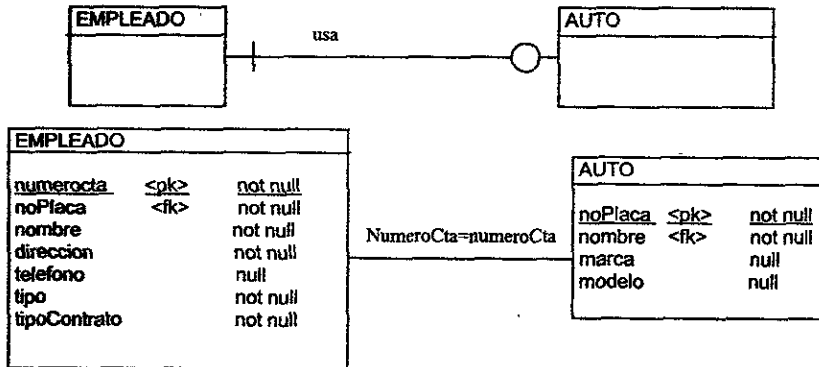 EMPLEADO
usa
AUTO
EMPLEADO
numerocta <pk> not null
noPlaca <fk> not null
nombre not null
direccion not null
telefono null
tipo not null
tipoContrato not null
NumeroCta=numeroCta
AUTO
noPlaca <pk> not null
nombre <fk> not null
marca null
modelo null